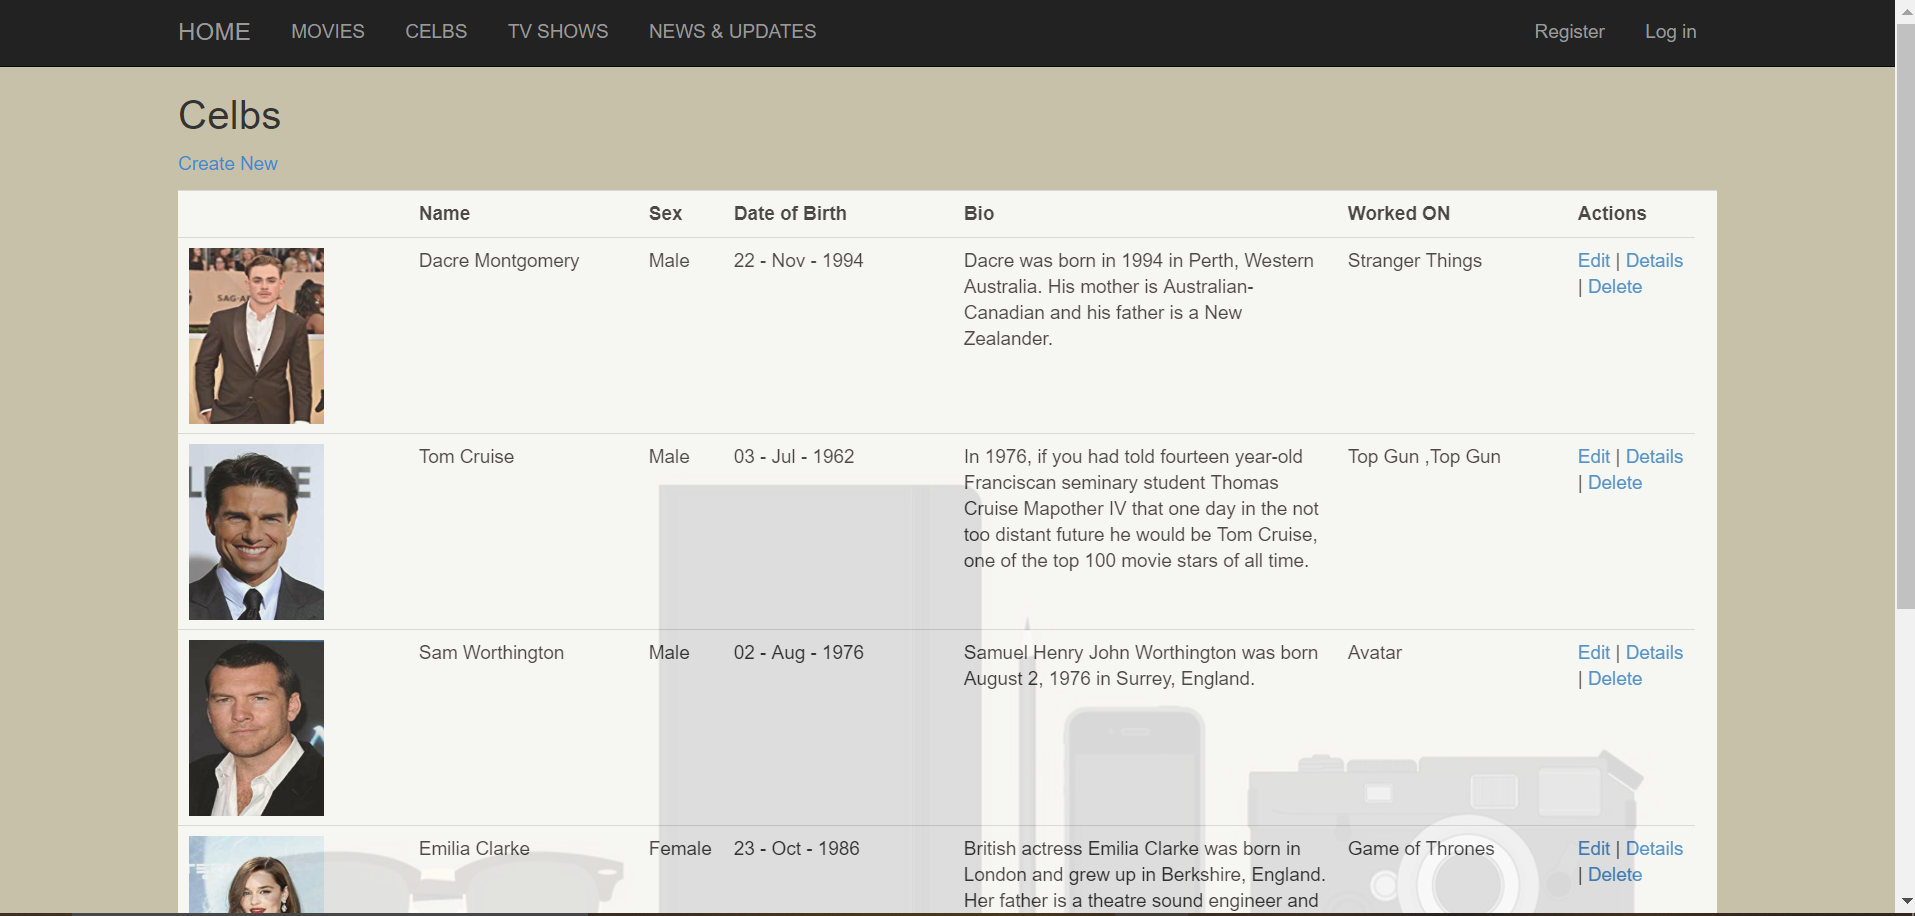 HOME MOVIES CELBS TV SHOWS NEWS & UPDATES Register Log in
Celbs
Create New
Name Sex Date of Birth Bio Worked ON Actions
Dacre Montgomery Male 22 - Nov - 1994 Dacre was born in 1994 in Perth, Western Stranger Things Edit | Details
Australia. His mother is Australian- | Delete
Canadian and his father is a New
Zealander.
SAG-A
Tom Cruise Male 03 - Jul - 1962 In 1976, if you had told fourteen year-old Top Gun ,Top Gun Edit | Details
Franciscan seminary student Thomas | Delete
Cruise Mapother IV that one day in the not
too distant future he would be Tom Cruise,
one of the top 100 movie stars of all time.
Sam Worthington Male 02 - Aug - 1976 Samuel Henry John Worthington was born Avatar Edit | Details
August 2, 1976 in Surrey, England. | Delete
Emilia Clarke Female 23 - Oct - 1986 British actress Emilia Clarke was born in Game of Thrones Edit | Details
London and grew up in Berkshire, England. | Delete
Her father is a theatre sound engineer and